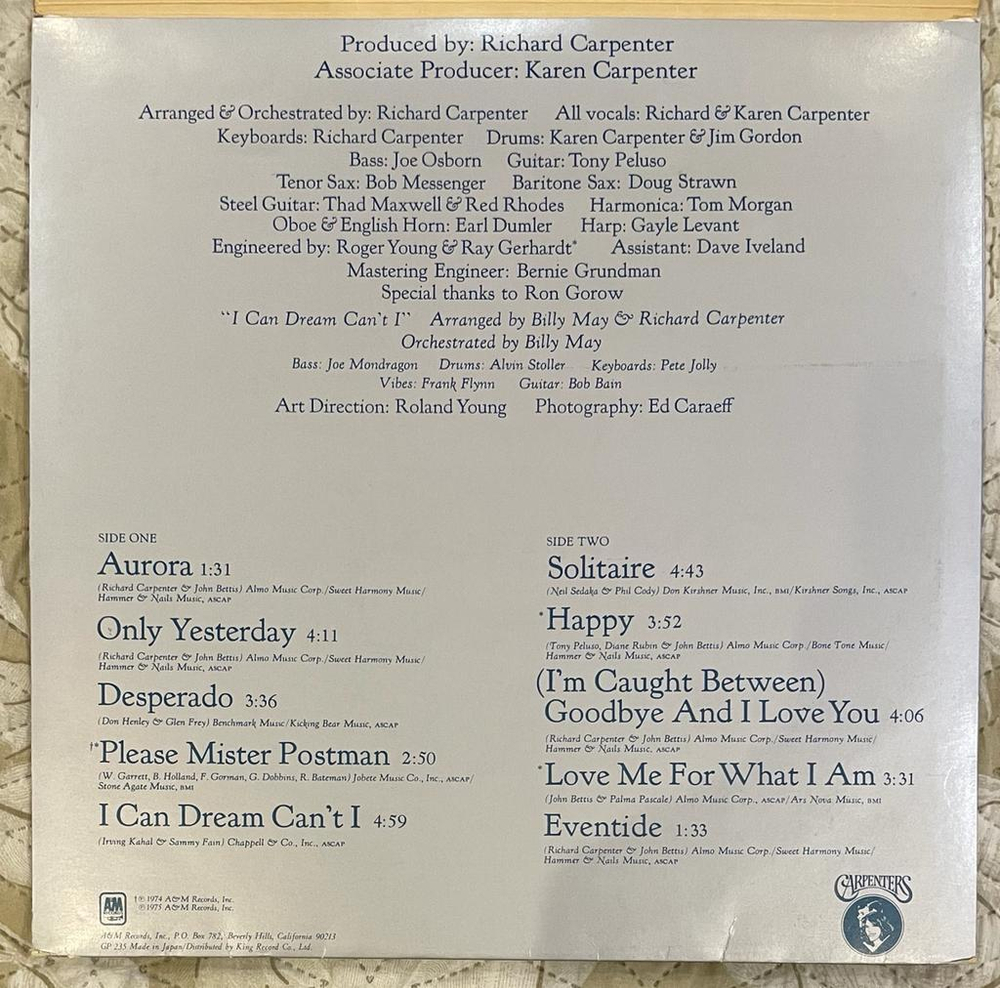 Produced by: Richard Carpenter
Associate Producer: Karen Carpenter
Arranged & Orchestrated by: Richard Carpenter All vocals: Richard & Karen Carpenter
Keyboards: Richard Carpenter Drums: Karen Carpenter & Jim Gordon
Bass: Joe Osborn Guitar: Tony Peluso
Tenor Sax: Bob Messenger Baritone Sax: Doug Strawn
Steel Guitar: Thad Maxwell & Red Rhodes Harmonica: Tom Morgan
Oboe & English Horn: Earl Dumler Harp: Gayle Levant
Engineered by: Roger Young & Ray Gerhardt* Assistant: Dave Iveland
Mastering Engineer: Bernie Grundman
Special thanks to Ron Gorow
"I Can Dream Can't I" Arranged by Billy May & Richard Carpenter
Orchestrated by Billy May
Bass: Joe Mondragon Drums: Alvin Stoller Keyboards: Pete Jolly
Vibes: Frank Flynn Guitar: Bob Bain
Art Direction: Roland Young Photography: Ed Caraeff
SIDE ONE
Aurora 1:31
(Richard Carpenter & John Bettis) Almo Music Corp./Sweet Harmony Music/
Hammer & Nails Music, ASCAP
Only Yesterday 4:11
(Richard Carpenter & John Bettis) Almo Music Corp./Sweet Harmony Music/
Hammer & Nails Music, ASCAP
Desperado 3:36
(Don Henley & Glen Frey) Benchmark Music/Kicking Bear Music, ASCAP
†*Please Mister Postman 2:50
(W. Garrett, B. Holland, F. Gorman, G. Dobbins, R. Bateman) Jobete Music Co., Inc., ASCAP/
Stone Agate Music, BMI
I Can Dream Can't I 4:59
(Irving Kahal & Sammy Fain) Chappell & Co., Inc., ASCAP
SIDE TWO
Solitaire 4:43
(Neil Sedaka & Phil Cody) Don Kirshner Music, Inc., BMI/Kirshner Songs, Inc., ASCAP
*Happy 3:52
(Tony Peluso, Diane Rubin & John Bettis) Almo Music Corp./Bone Tone Music/
Hammer & Nails Music, ASCAP
(I'm Caught Between)
Goodbye And I Love You 4:06
(Richard Carpenter & John Bettis) Almo Music Corp./Sweet Harmony Music/
Hammer & Nails Music, ASCAP
*Love Me For What I Am 3:31
(John Bettis & Palma Pascale) Almo Music Corp., ASCAP/Ars Nova Music, BMI
Eventide 1:33
(Richard Carpenter & John Bettis) Almo Music Corp./Sweet Harmony Music/
Hammer & Nails Music, ASCAP
A&M
RECORDS
†℗1974 A&M Records, Inc.
℗1975 A&M Records, Inc.
A&M Records, Inc., P.O. Box 782, Beverly Hills, California 90213
GP 235 Made in Japan/Distributed by King Record Co., Ltd.
CARPENTERS